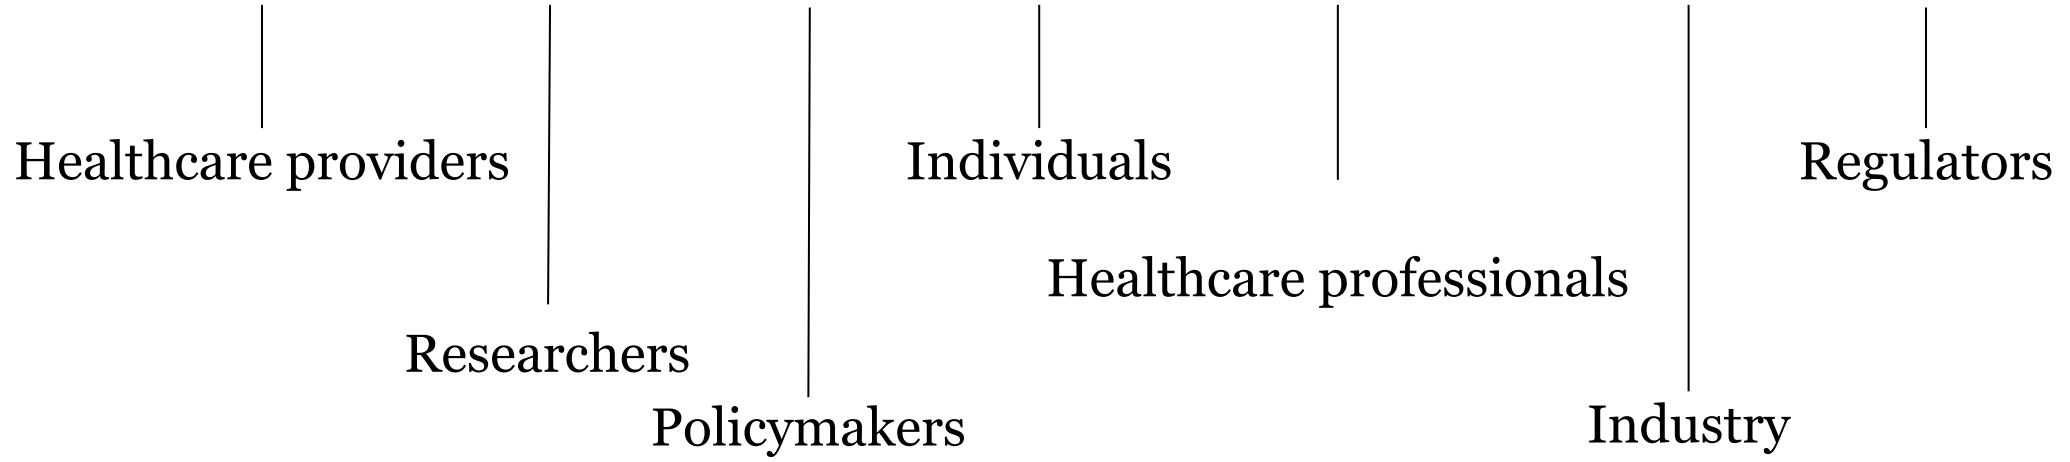 Healthcare providers
Individuals
Regulators
Healthcare professionals
Researchers
Policymakers
Industry